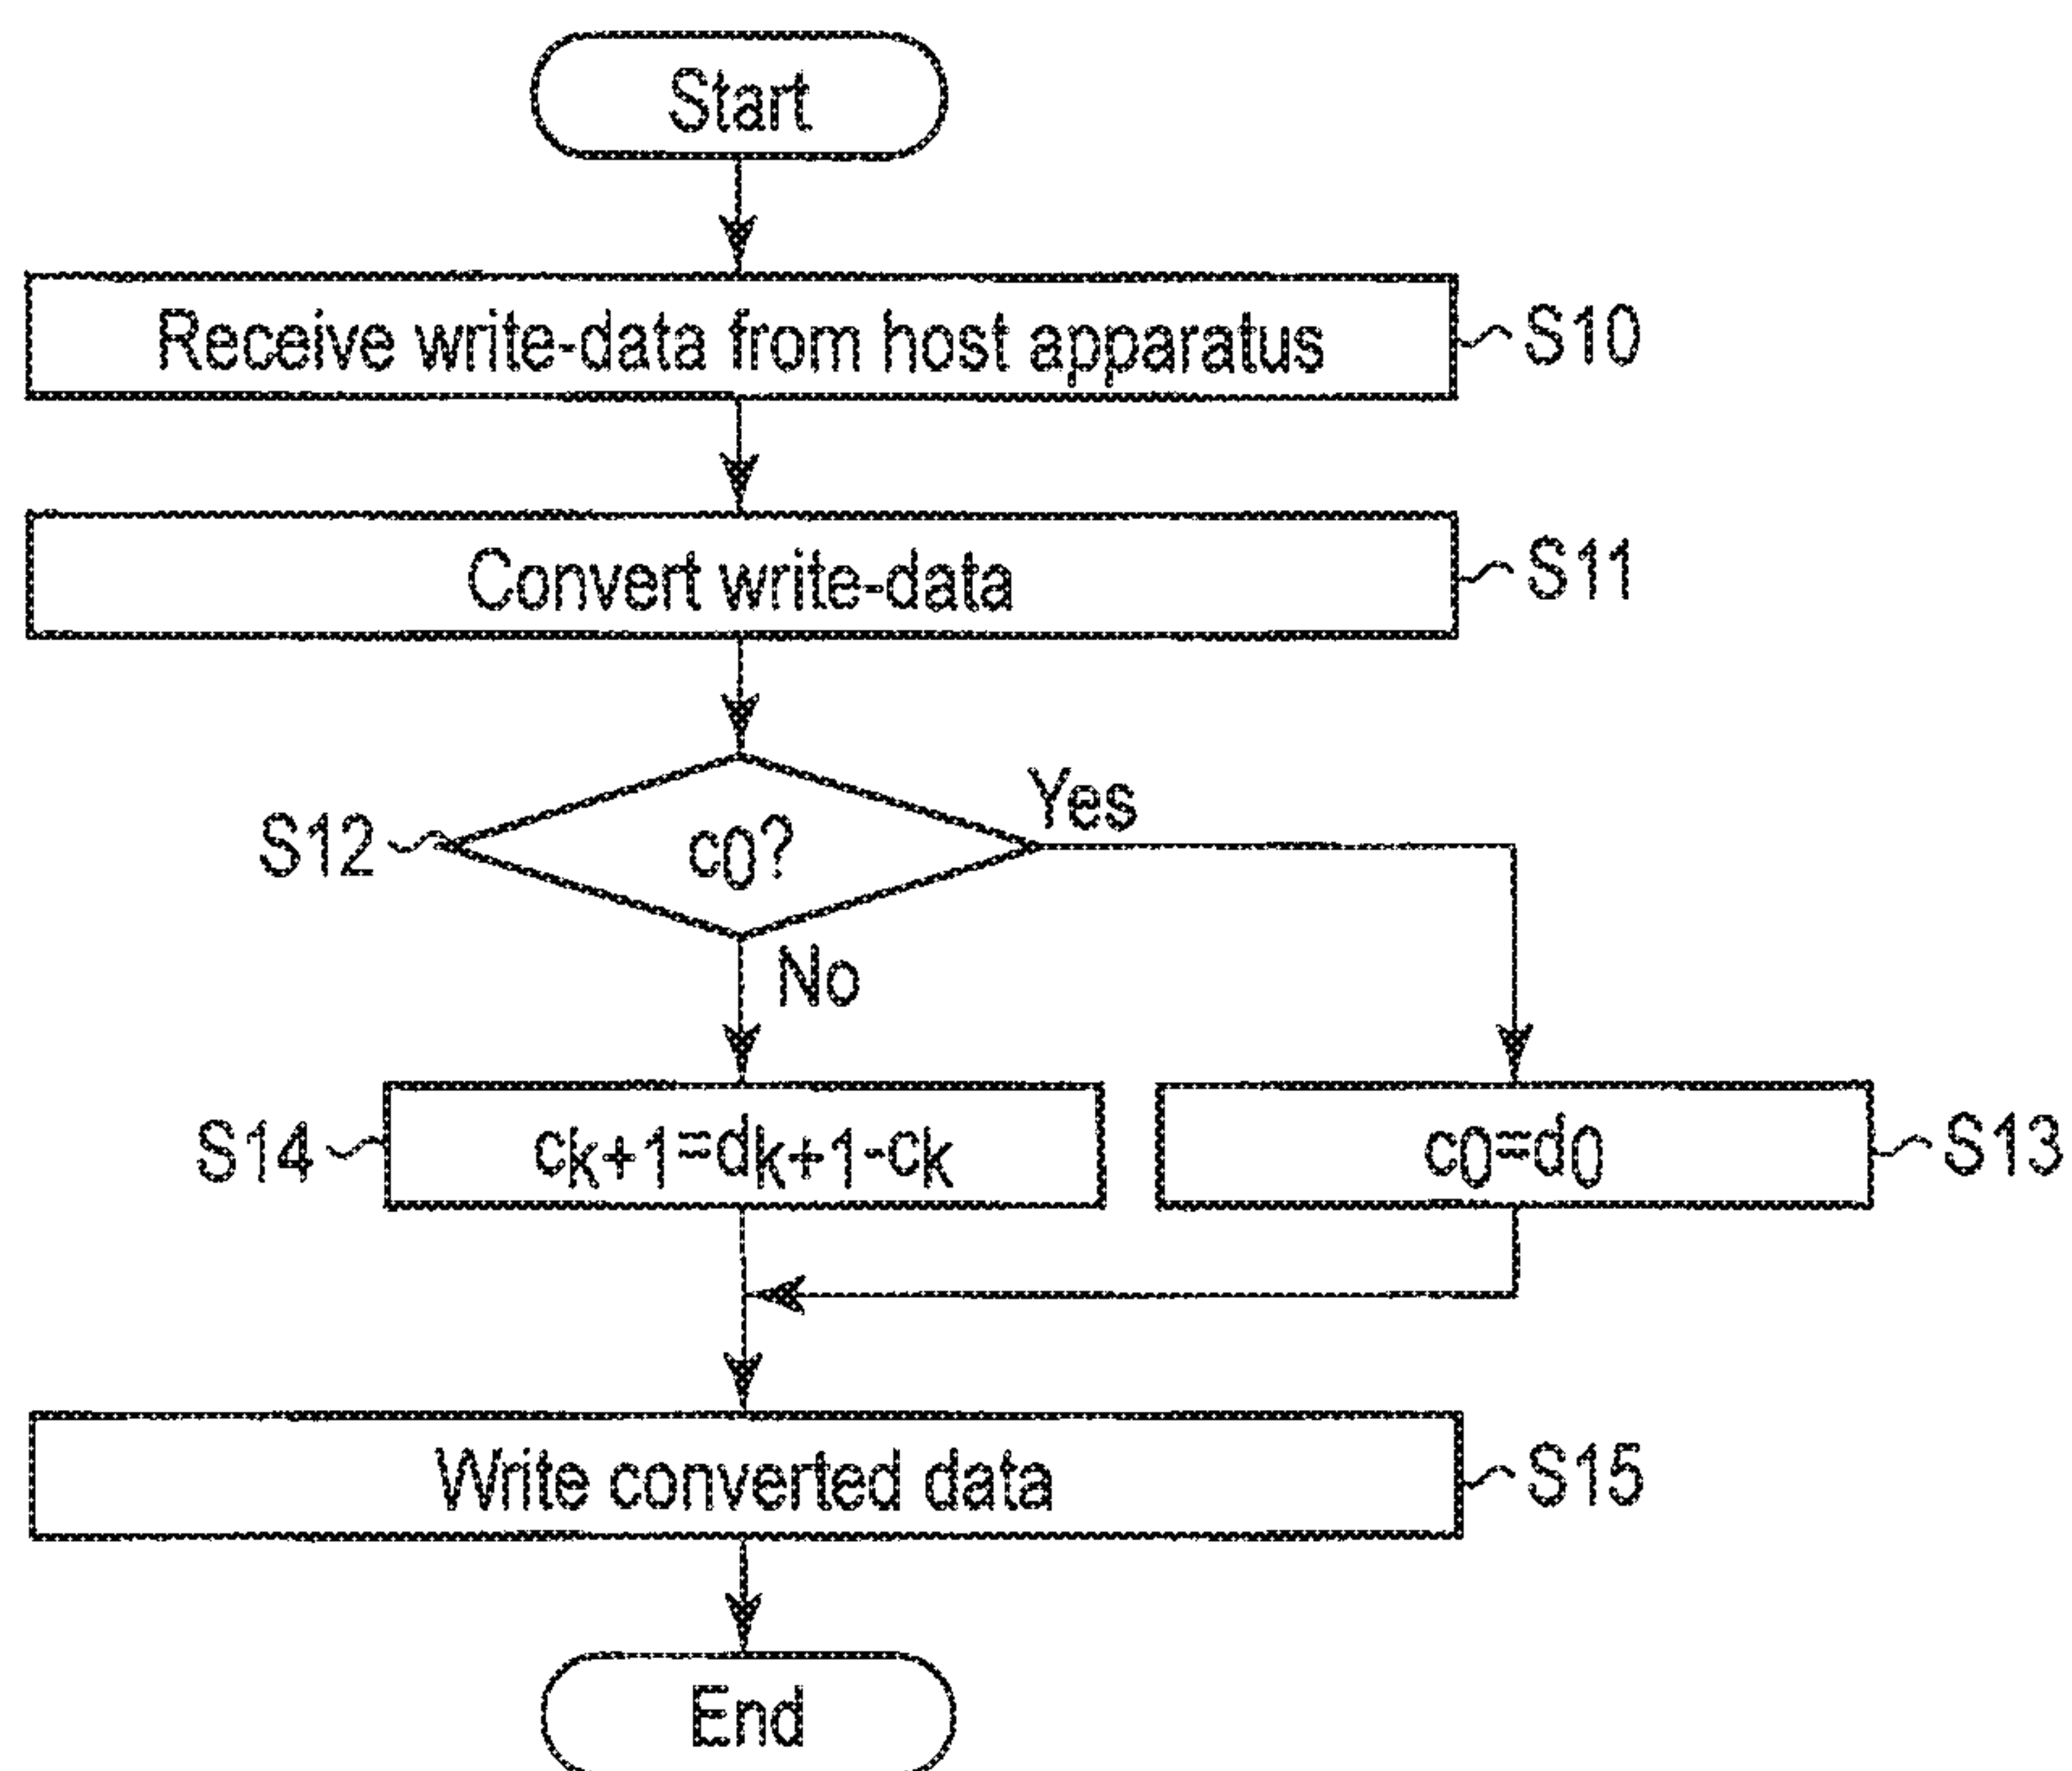 Start
Receive write-data from host apparatus
S10
Convert write-data
S11
S12
c0?
Yes
No
S14
ck+1=dk+1-ck
c0=d0
S13
Write converted data
S15
End